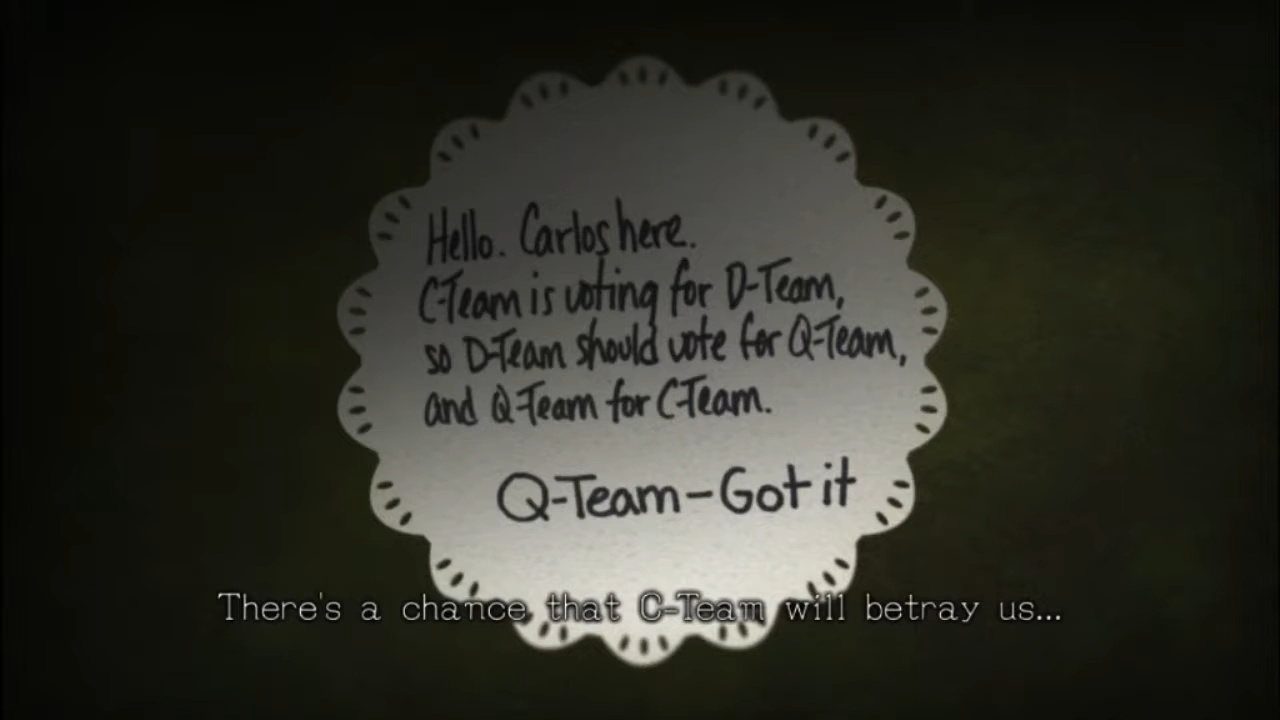 Hello. Carlos here.
C-Team is voting for D-Team,
so D-Team should vote for Q-Team,
and Q-Team for C-Team.
Q-Team-Got it
There's a chance that C-Team will betray us...